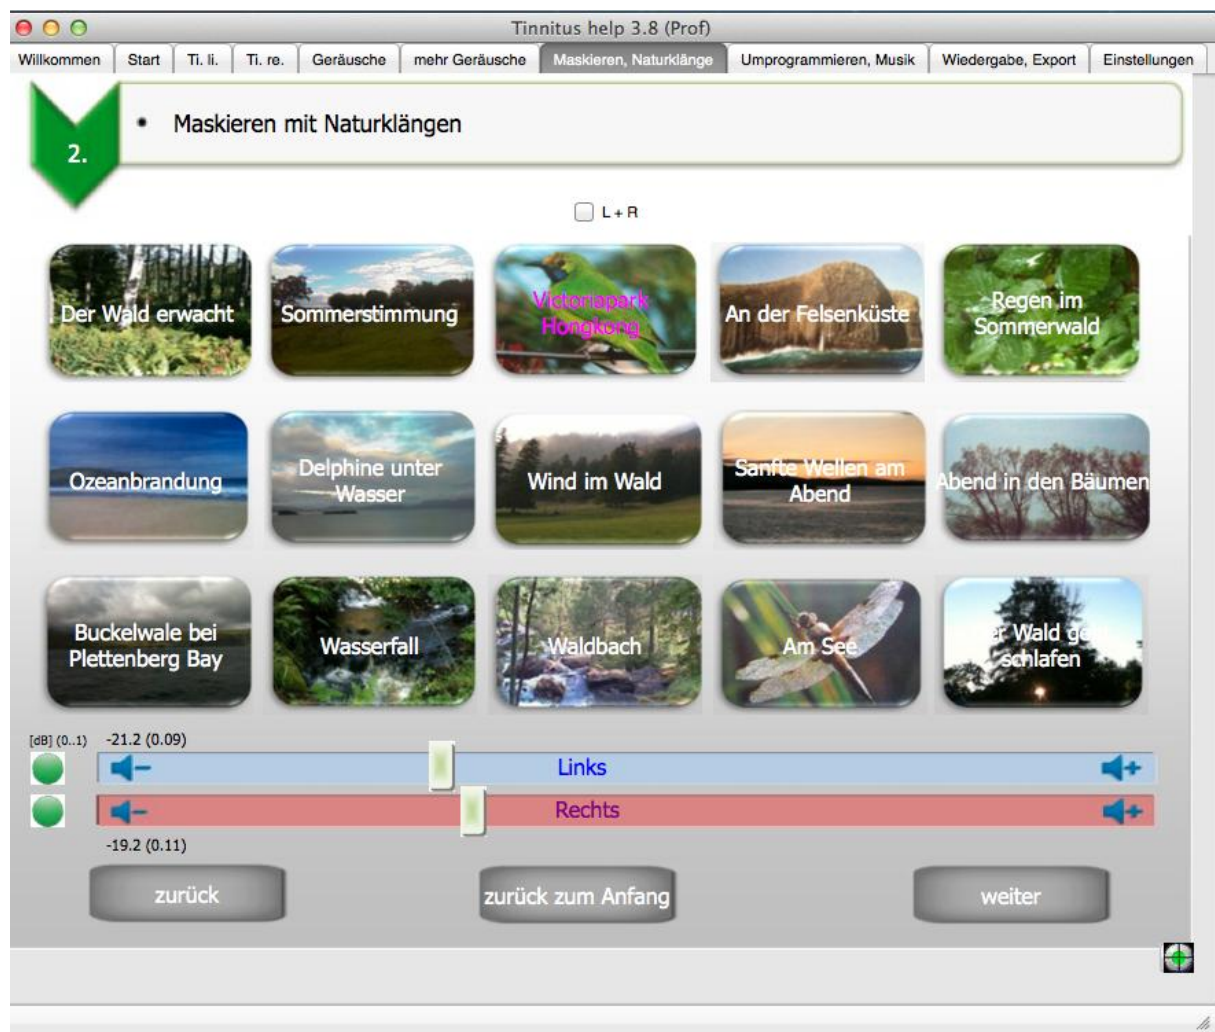 Tinnitus help 3.8 (Prof)
Willkommen Start Ti. li. Ti. re. Geräusche mehr Geräusche Maskieren, Naturklänge Umprogrammieren, Musik Wiedergabe, Export Einstellungen
2.
• Maskieren mit Naturklängen
L + R
Der Wald erwacht
Sommerstimmung
Victoriapark
Hongkong
An der Felsenküste
Regen im
Sommerwald
Ozeanbrandung
Delphine unter
Wasser
Wind im Wald
Sanfte Wellen am
Abend
Abend in den Bäumen
Buckelwale bei
Plettenberg Bay
Wasserfall
Waldbach
Am See
Wald
schlafen
[dB] (0..1) -21.2 (0.09)
Links
Rechts
-19.2 (0.11)
zurück
zurück zum Anfang
weiter